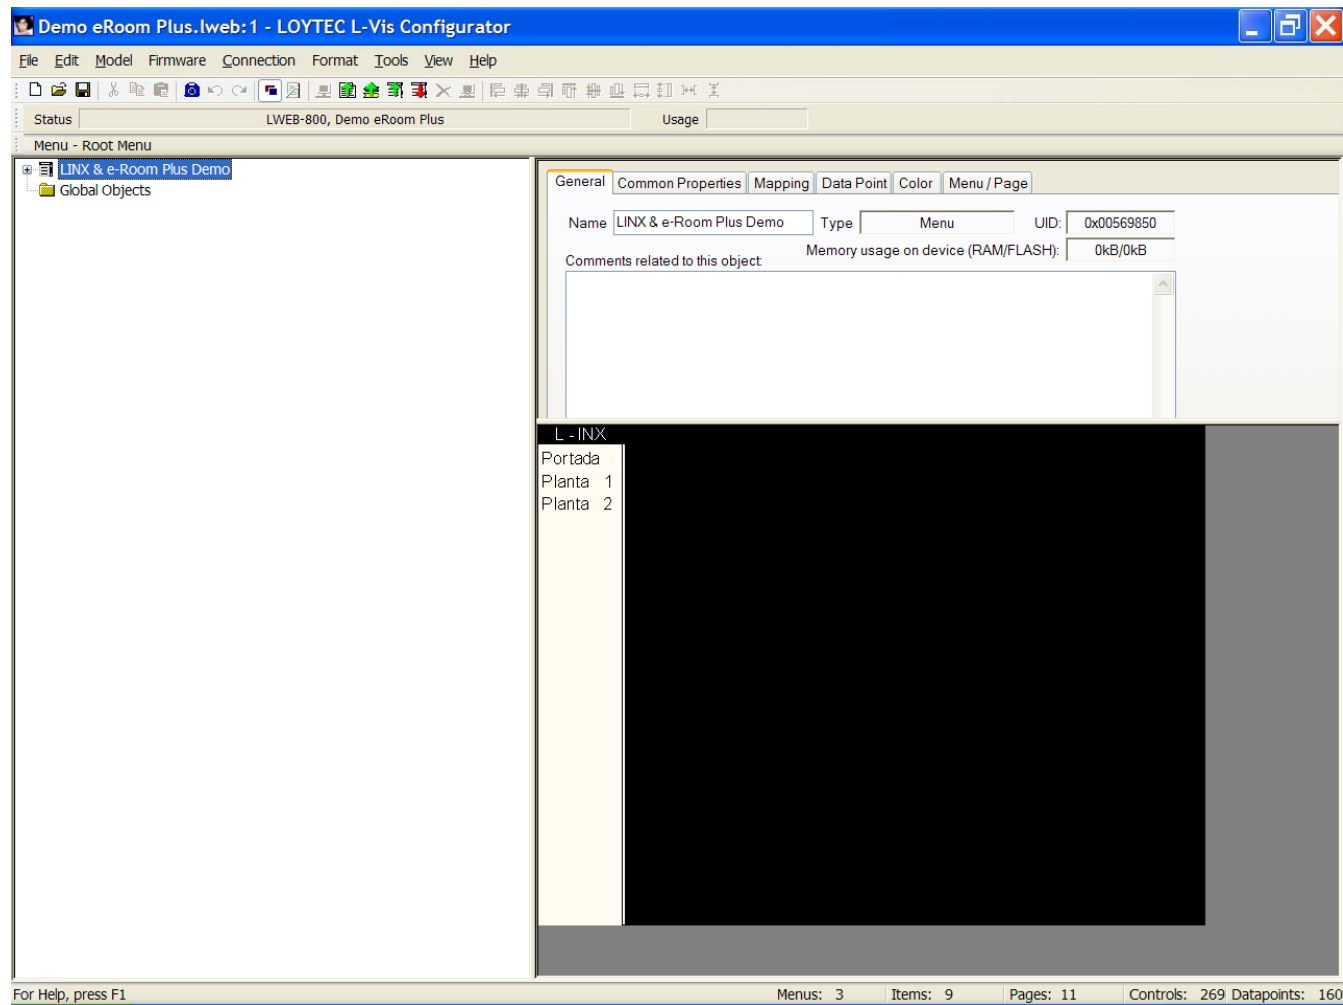 Demo eRoom Plus.lweb:1 - LOYTEC L-Vis Configurator
File Edit Model Firmware Connection Format Tools View Help
Status LWEB-800, Demo eRoom Plus Usage
Menu - Root Menu
LINX & e-Room Plus Demo
Global Objects
General Common Properties Mapping Data Point Color Menu / Page
Name LINX & e-Room Plus Demo Type Menu UID: 0x00569850
Memory usage on device (RAM/FLASH): 0kB/0kB
Comments related to this object:
L-INX
Portada
Planta 1
Planta 2
For Help, press F1 Menus: 3 Items: 9 Pages: 11 Controls: 269 Datapoints: 160